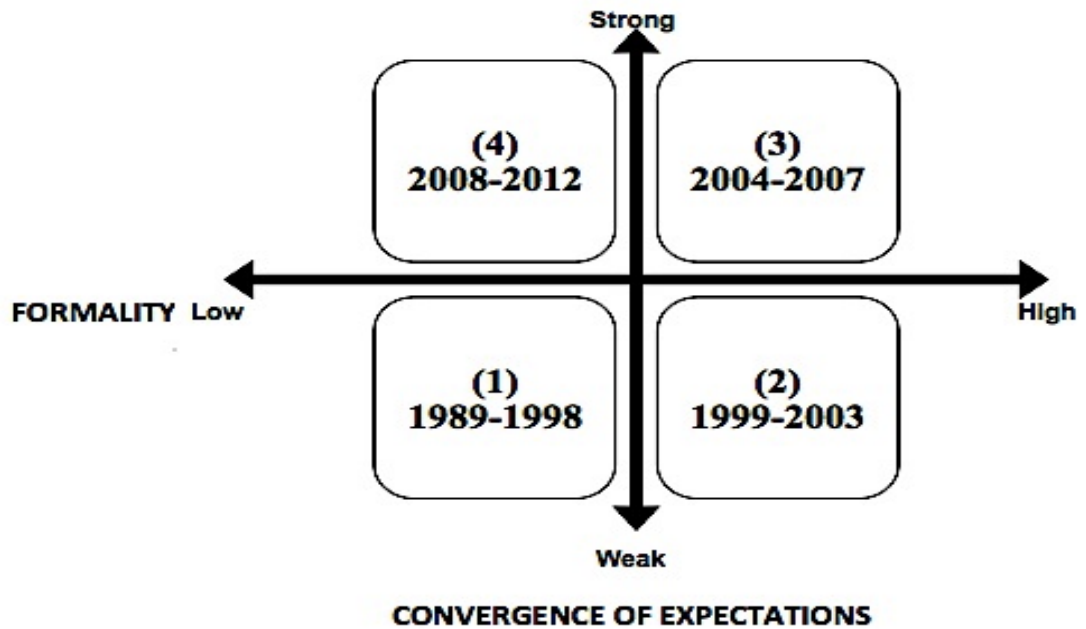 Strong
(4)
2008-2012
(3)
2004-2007
FORMALITY Low
High
(1)
1989-1998
(2)
1999-2003
Weak
CONVERGENCE OF EXPECTATIONS